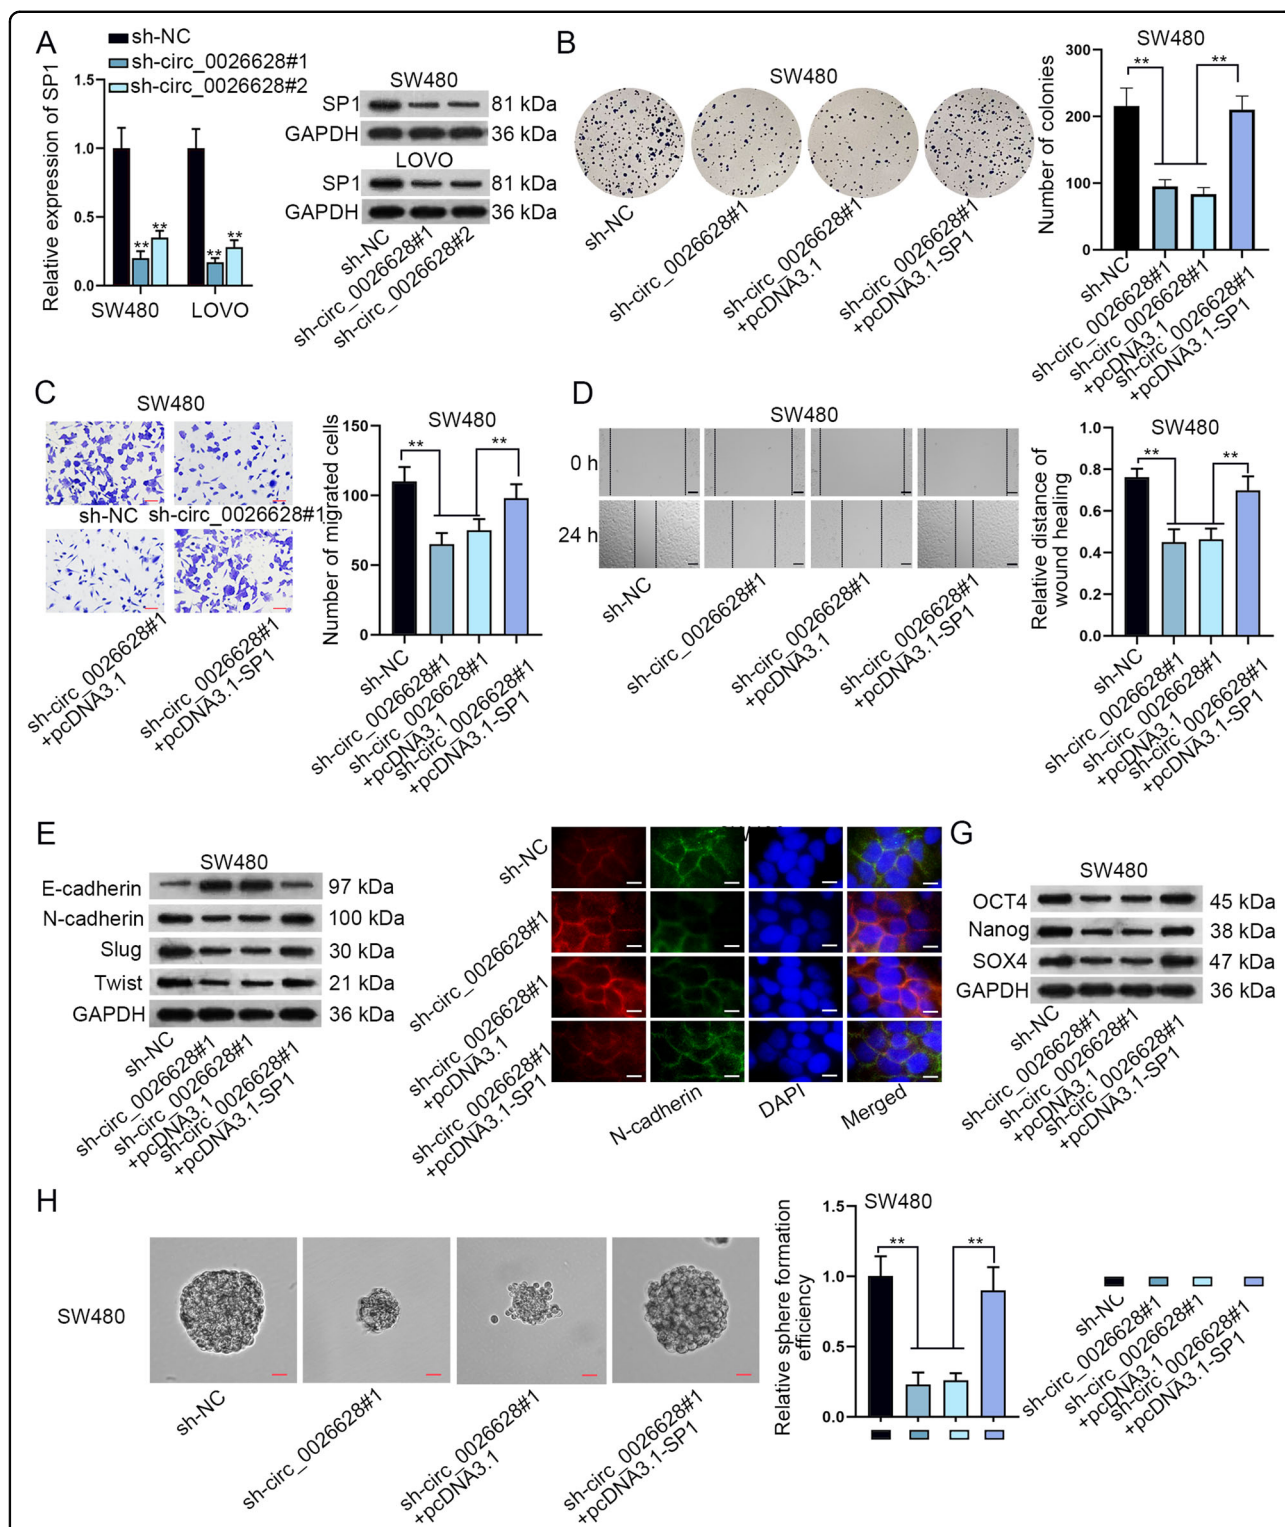 A
sh-NC
sh-circ_0026628#1
sh-circ_0026628#2
Relative expression of SP1
1.5
1.0
0.5
0.0
**
**
**
**
SW480
LOVO
SW480
SP1
81 kDa
GAPDH
36 kDa
LOVO
SP1
81 kDa
GAPDH
36 kDa
sh-NC
sh-circ_0026628#1
sh-circ_0026628#2
B
SW480
sh-NC
sh-circ_0026628#1
sh-circ_0026628#1
+pcDNA3.1
sh-circ_0026628#1
+pcDNA3.1-SP1
SW480
Number of colonies
300
200
100
0
**
**
sh-NC
sh-circ_0026628#1
sh-circ_0026628#1
+pcDNA3.1
sh-circ_0026628#1
+pcDNA3.1-SP1
C
SW480
sh-NC
sh-circ_0026628#1
sh-circ_0026628#1
+pcDNA3.1
sh-circ_0026628#1
+pcDNA3.1-SP1
SW480
Number of migrated cells
150
100
50
0
**
**
sh-NC
sh-circ_0026628#1
sh-circ_0026628#1
+pcDNA3.1
sh-circ_0026628#1
+pcDNA3.1-SP1
D
SW480
0 h
24 h
sh-NC
sh-circ_0026628#1
sh-circ_0026628#1
+pcDNA3.1
sh-circ_0026628#1
+pcDNA3.1-SP1
SW480
Relative distance of
wound healing
1.0
0.8
0.6
0.4
0.2
0.0
**
**
sh-NC
sh-circ_0026628#1
sh-circ_0026628#1
+pcDNA3.1
sh-circ_0026628#1
+pcDNA3.1-SP1
E
SW480
E-cadherin
97 kDa
N-cadherin
100 kDa
Slug
30 kDa
Twist
21 kDa
GAPDH
36 kDa
sh-NC
sh-circ_0026628#1
sh-circ_0026628#1
+pcDNA3.1
sh-circ_0026628#1
+pcDNA3.1-SP1
sh-NC
sh-circ_0026628#1
sh-circ_0026628#1
+pcDNA3.1
sh-circ_0026628#1
+pcDNA3.1-SP1
N-cadherin
DAPI
Merged
G
SW480
OCT4
45 kDa
Nanog
38 kDa
SOX4
47 kDa
GAPDH
36 kDa
sh-NC
sh-circ_0026628#1
sh-circ_0026628#1
+pcDNA3.1
sh-circ_0026628#1
+pcDNA3.1-SP1
H
SW480
sh-NC
sh-circ_0026628#1
sh-circ_0026628#1
+pcDNA3.1
sh-circ_0026628#1
+pcDNA3.1-SP1
SW480
Relative sphere formation
efficiency
1.5
1.0
0.5
0.0
**
**
sh-NC
sh-circ_0026628#1
sh-circ_0026628#1
+pcDNA3.1
sh-circ_0026628#1
+pcDNA3.1-SP1